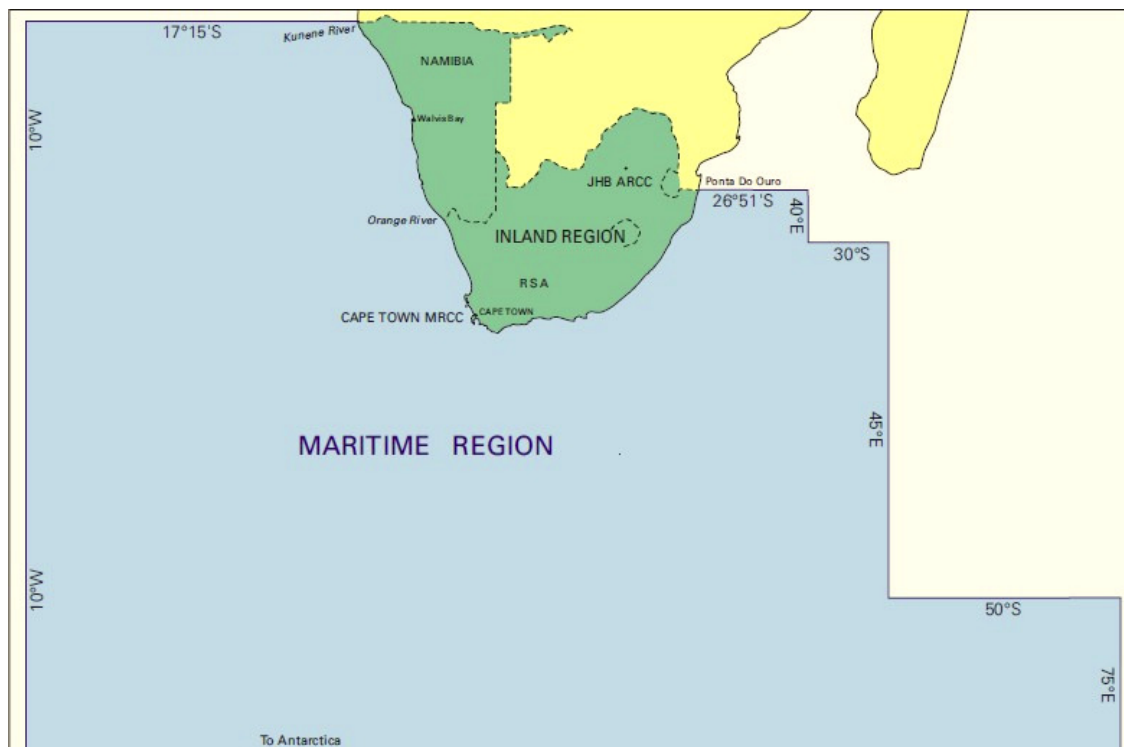 17°15'S
Kunene River
NAMIBIA
10°W
Walvis Bay
JHB ARCC
Ponta Do Ouro
26°51'S
40°E
Orange River
INLAND REGION
30°S
RSA
CAPE TOWN MRCC
CAPE TOWN
MARITIME REGION
45°E
10°W
50°S
75°E
To Antarctica